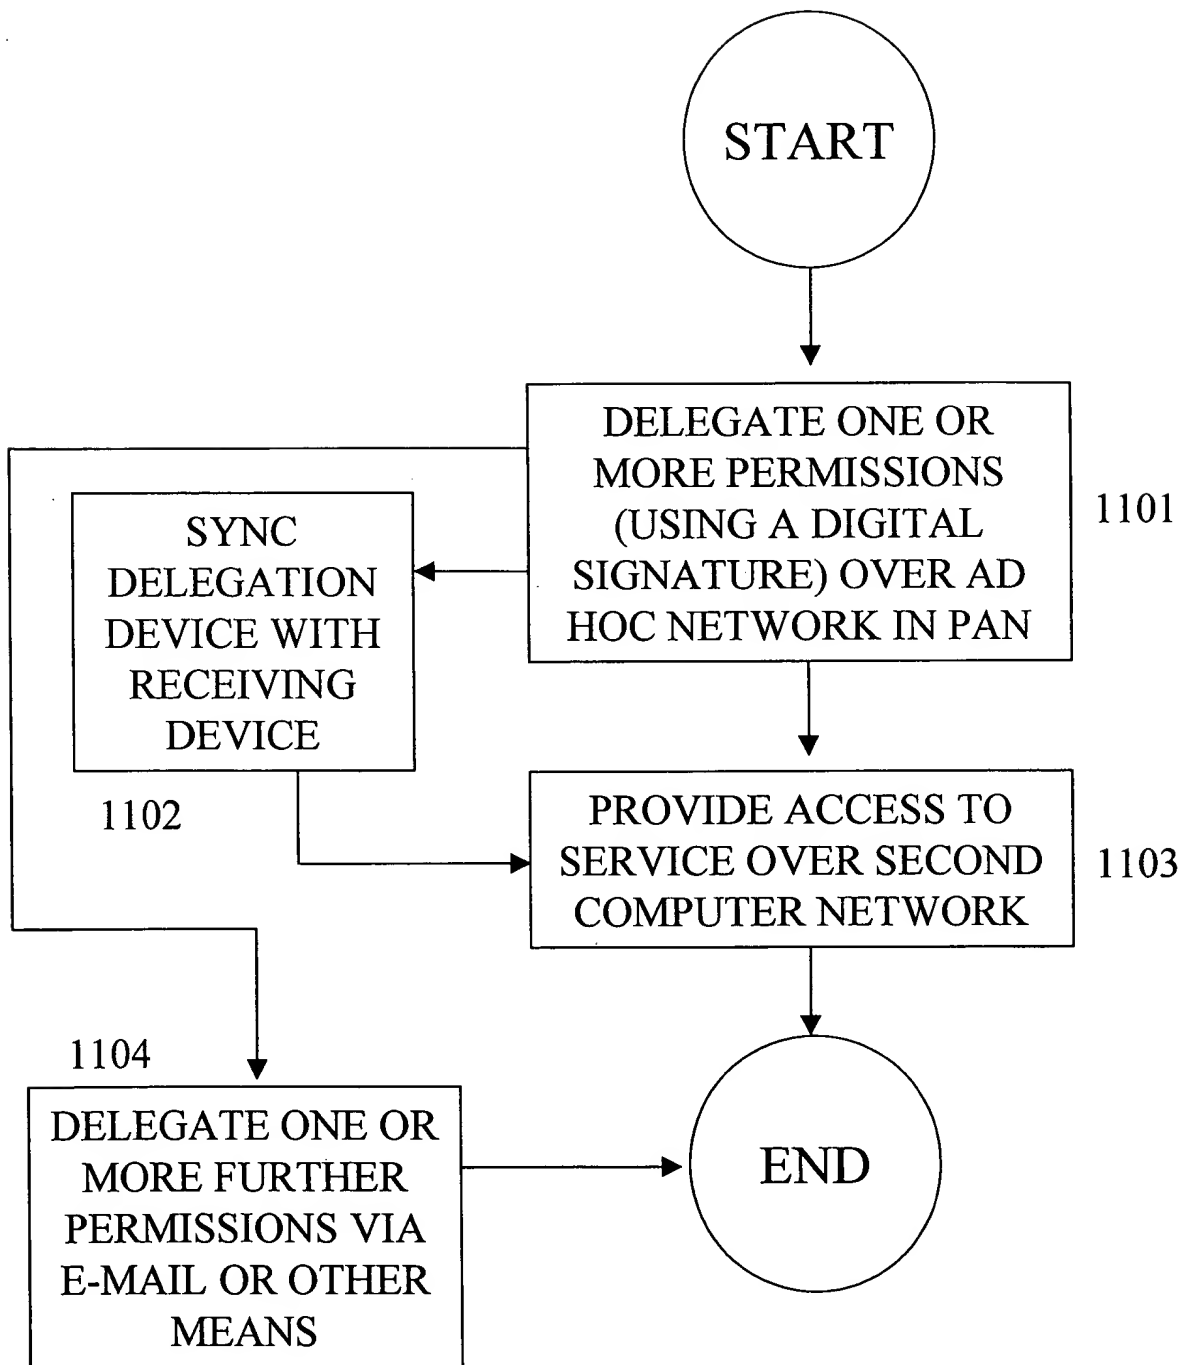 START
DELEGATE ONE OR
MORE PERMISSIONS
(USING A DIGITAL
SIGNATURE) OVER AD
HOC NETWORK IN PAN
1101
SYNC
DELEGATION
DEVICE WITH
RECEIVING
DEVICE
1102
PROVIDE ACCESS TO
SERVICE OVER SECOND
COMPUTER NETWORK
1103
1104
DELEGATE ONE OR
MORE FURTHER
PERMISSIONS VIA
E-MAIL OR OTHER
MEANS
END